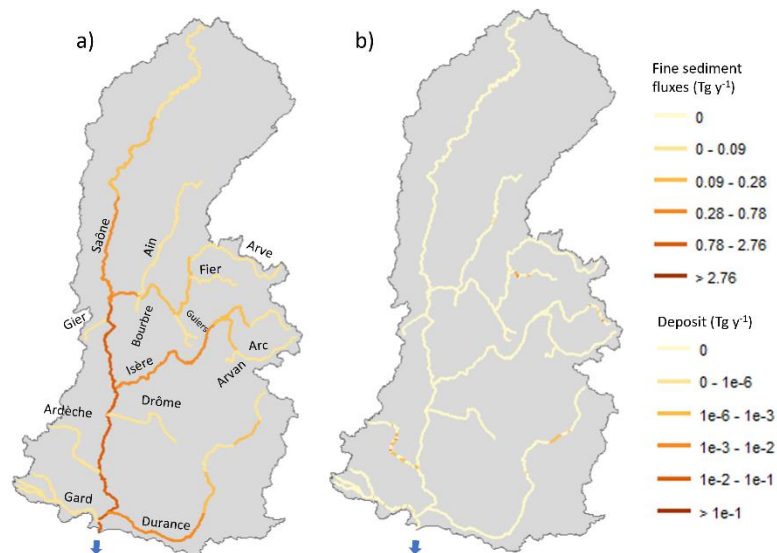 a)
b)
Fine sediment
fluxes (Tg y⁻¹)
0
0 - 0.09
0.09 - 0.28
0.28 - 0.78
0.78 - 2.76
> 2.76
Deposit (Tg y⁻¹)
0
0 - 1e-6
1e-6 - 1e-3
1e-3 - 1e-2
1e-2 - 1e-1
> 1e-1
Saône
Ain
Arve
Fier
Gier
Bourbre
Guiers
Arc
Isère
Arvan
Drôme
Ardèche
Gard
Durance